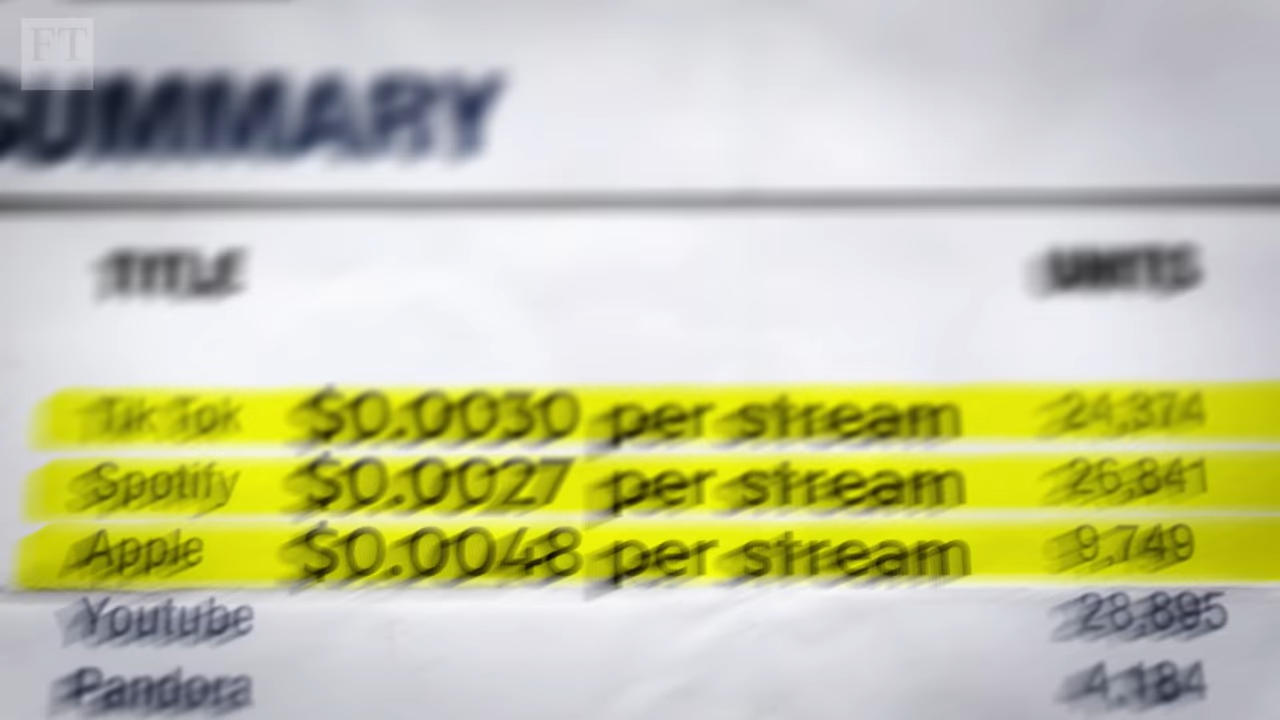 FT
SUMMARY
TITLE UNITS
Tik Tok $0.0030 per stream 24,374
Spotify $0.0027 per stream 26,841
Apple $0.0048 per stream 9,749
Youtube 28,895
Pandora 4,184